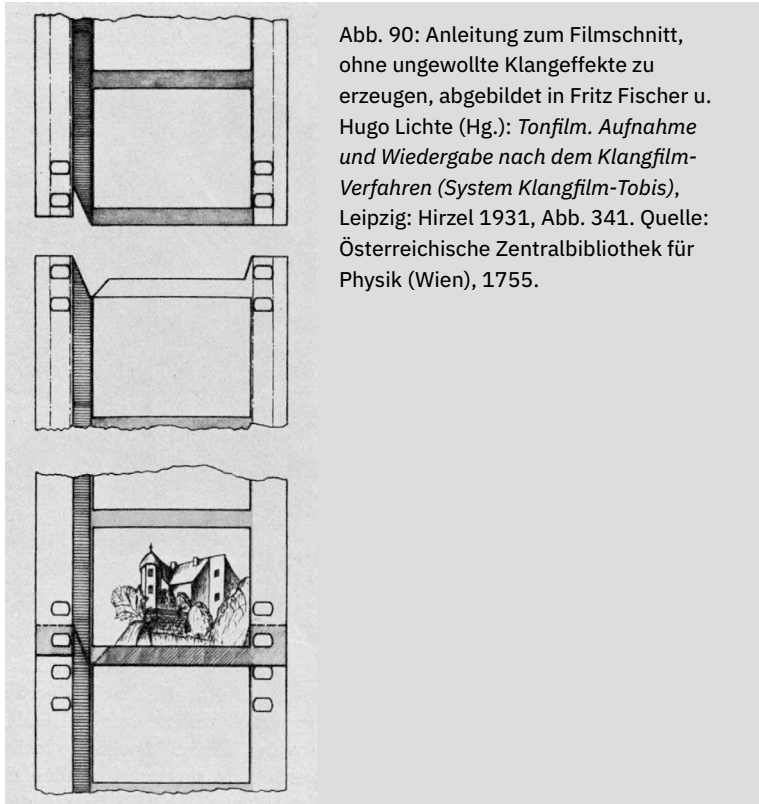 Abb. 90: Anleitung zum Filmschnitt,
ohne ungewollte Klangeffekte zu
erzeugen, abgebildet in Fritz Fischer u.
Hugo Lichte (Hg.): Tonfilm. Aufnahme
und Wiedergabe nach dem Klangfilm-
Verfahren (System Klangfilm-Tobis),
Leipzig: Hirzel 1931, Abb. 341. Quelle:
Österreichische Zentralbibliothek für
Physik (Wien), 1755.